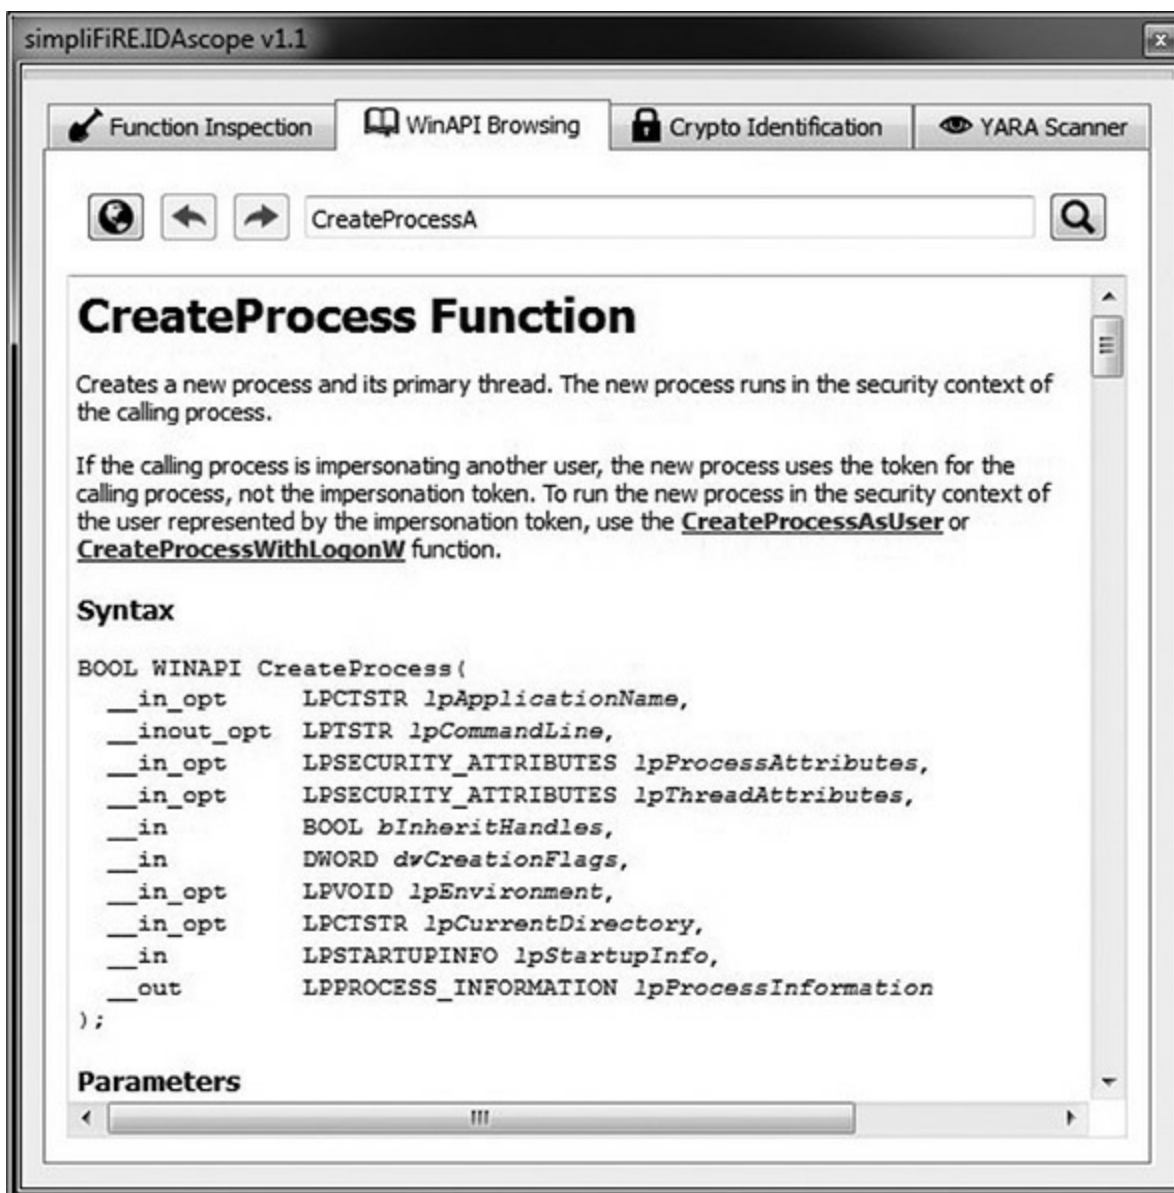 simpliFiRE.IDAscope v1.1
Function Inspection WinAPI Browsing Crypto Identification YARA Scanner
CreateProcessA
CreateProcess Function
Creates a new process and its primary thread. The new process runs in the security context of
the calling process.
If the calling process is impersonating another user, the new process uses the token for the
calling process, not the impersonation token. To run the new process in the security context of
the user represented by the impersonation token, use the CreateProcessAsUser or
CreateProcessWithLogonW function.
Syntax
BOOL WINAPI CreateProcess(
__in_opt LPCTSTR lpApplicationName,
__inout_opt LPTSTR lpCommandLine,
__in_opt LPSECURITY_ATTRIBUTES lpProcessAttributes,
__in_opt LPSECURITY_ATTRIBUTES lpThreadAttributes,
__in BOOL bInheritHandles,
__in DWORD dwCreationFlags,
__in_opt LPVOID lpEnvironment,
__in_opt LPCTSTR lpCurrentDirectory,
__in LPSTARTUPINFO lpStartupInfo,
__out LPPROCESS_INFORMATION lpProcessInformation
);
Parameters